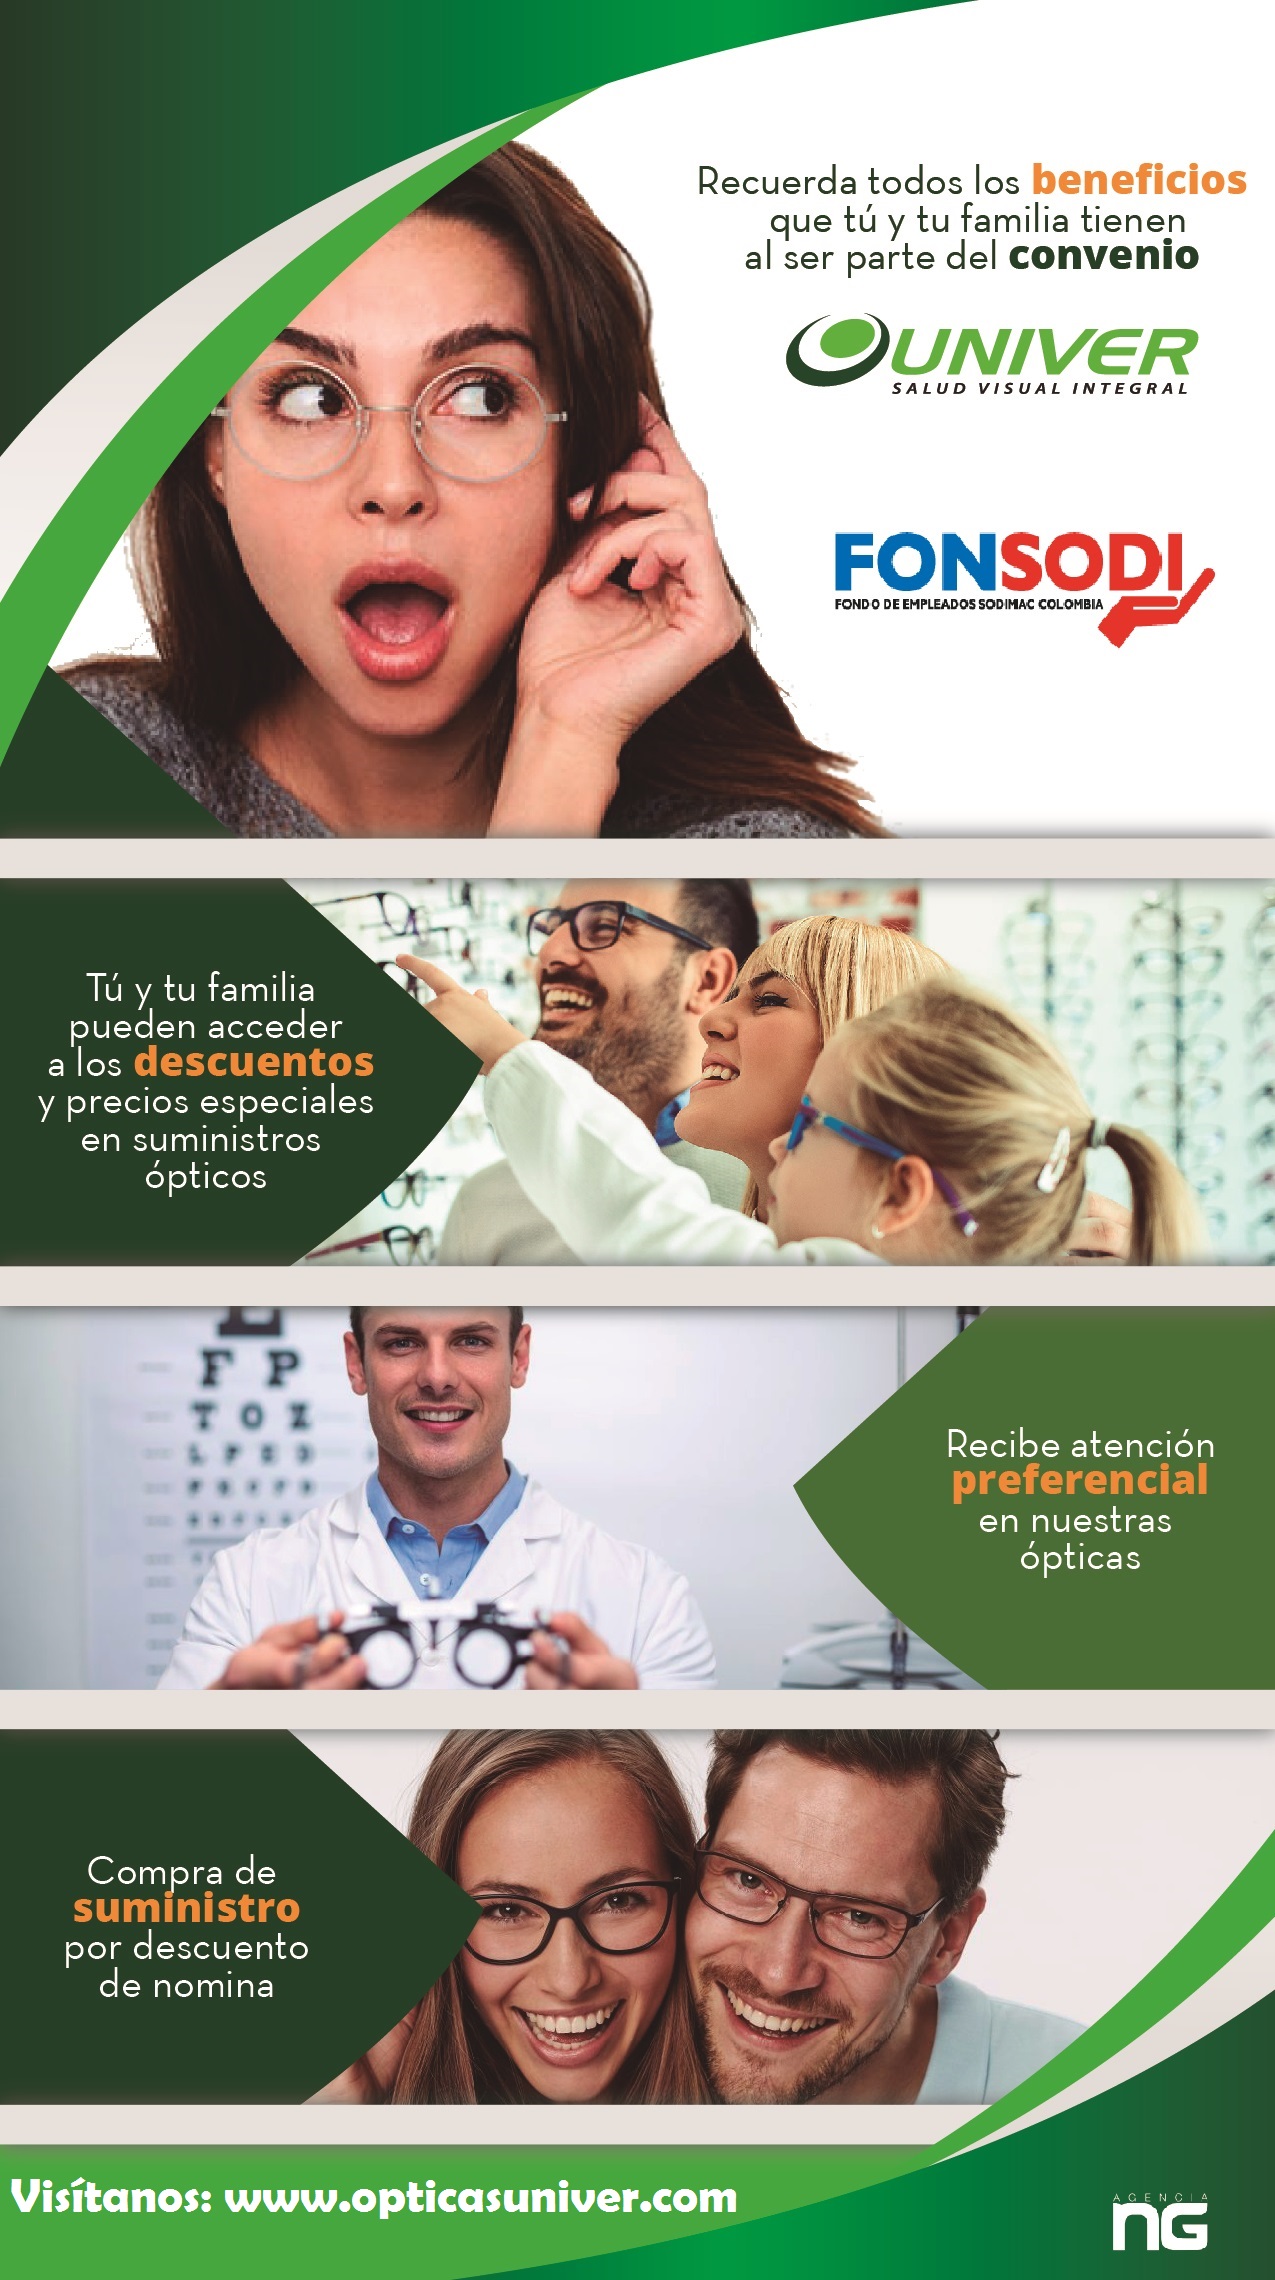 Recuerda todos los beneficios
que tú y tu familia tienen
al ser parte del convenio
UNIVER
SALUD VISUAL INTEGRAL
FONSODI
FONDO DE EMPLEADOS SODIMAC COLOMBIA
Tú y tu familia
pueden acceder
a los descuentos
y precios especiales
en suministros
ópticos
F P
T O Z
L P E D
Recibe atención
preferencial
en nuestras
ópticas
Compra de
suministro
por descuento
de nomina
Visítanos: www.opticasuniver.com
AGENCIA
NG